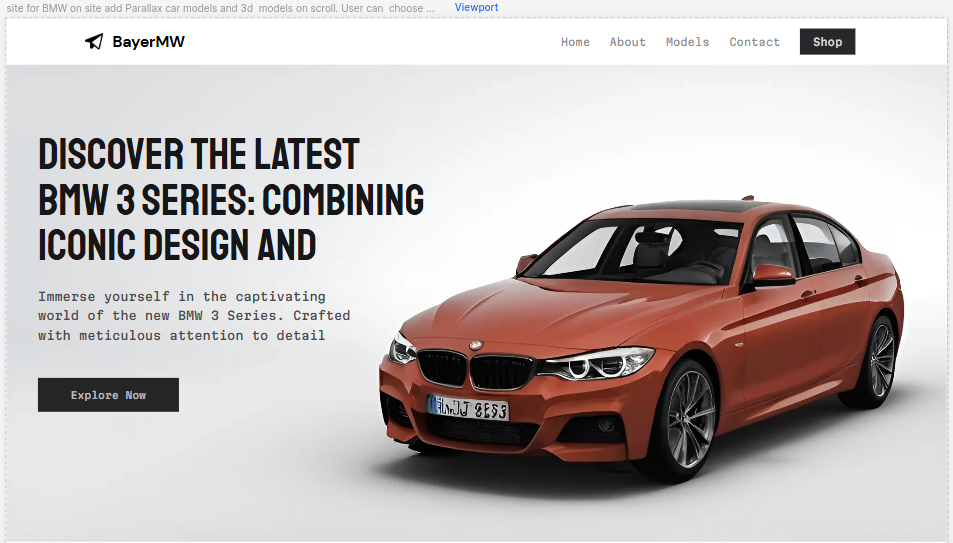 site for BMW on site add Parallax car models and 3d models on scroll. User can choose ...
Viewport
BayerMW
Home About Models Contact Shop
DISCOVER THE LATEST
BMW 3 SERIES: COMBINING
ICONIC DESIGN AND
Immerse yourself in the captivating
world of the new BMW 3 Series. Crafted
with meticulous attention to detail
Explore Now